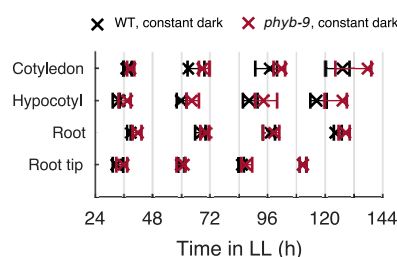 WT, constant dark phyb-9, constant dark
Cotyledon
Hypocotyl
Root
Root tip
24 48 72 96 120 144
Time in LL (h)